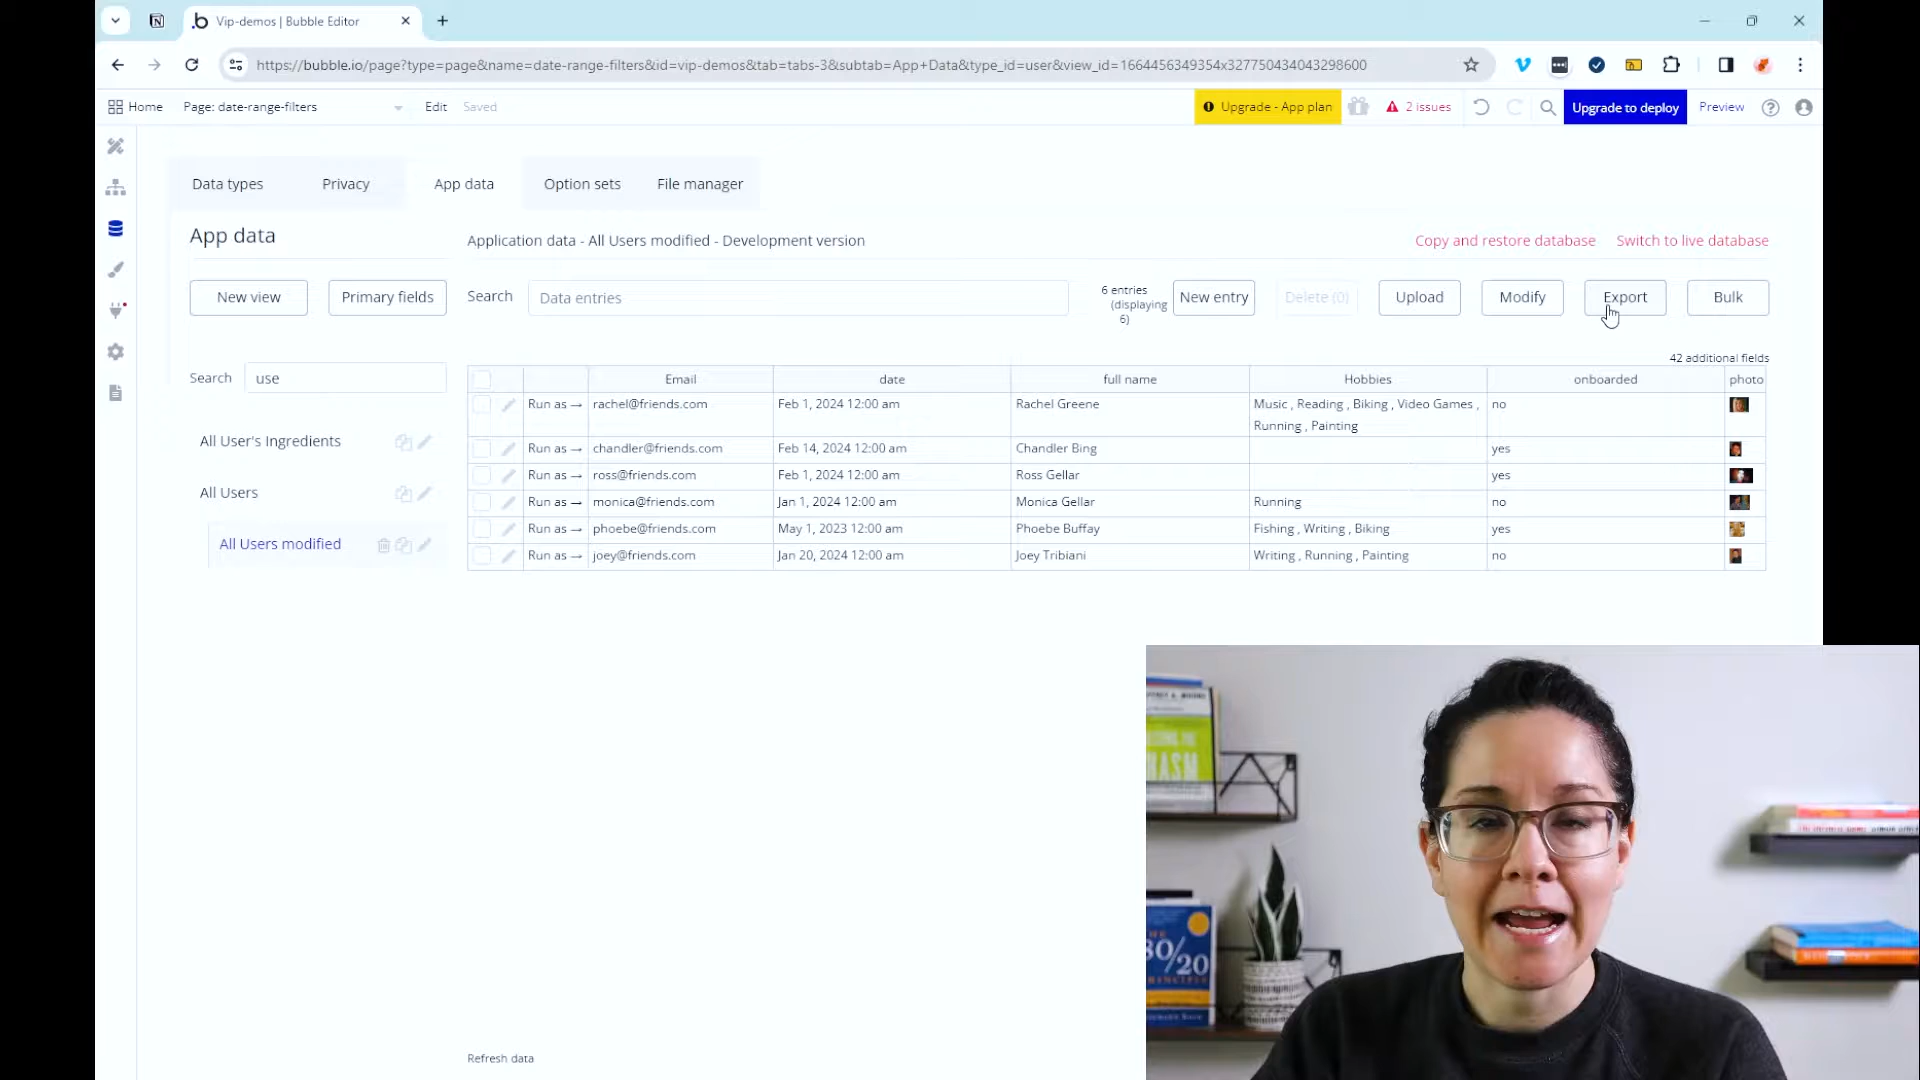 Vip-demos | Bubble Editor
https://bubble.io/page?type=page&name=date-range-filters&id=vip-demos&tab=tabs-3&subtab=App+Data&type_id=user&view_id=1664456349354x327750434043298600
Home Page: date-range-filters Edit Saved Upgrade - App plan 2 issues Upgrade to deploy Preview
Data types Privacy App data Option sets File manager
App data Application data - All Users modified - Development version Copy and restore database Switch to live database
New view Primary fields Search Data entries 6 entries New entry Delete (0) Upload Modify Export Bulk
(displaying
6)
42 additional fields
Search use
Email date full name Hobbies onboarded photo
Run as → rachel@friends.com Feb 1, 2024 12:00 am Rachel Greene Music , Reading , Biking , Video Games , no
Running , Painting
All User's Ingredients
Run as → chandler@friends.com Feb 14, 2024 12:00 am Chandler Bing yes
Run as → ross@friends.com Feb 1, 2024 12:00 am Ross Gellar yes
All Users
Run as → monica@friends.com Jan 1, 2024 12:00 am Monica Gellar Running no
Run as → phoebe@friends.com May 1, 2023 12:00 am Phoebe Buffay Fishing , Writing , Biking yes
All Users modified
Run as → joey@friends.com Jan 20, 2024 12:00 am Joey Tribiani Writing , Running , Painting no
80/20
PRINCIPLE
Refresh data